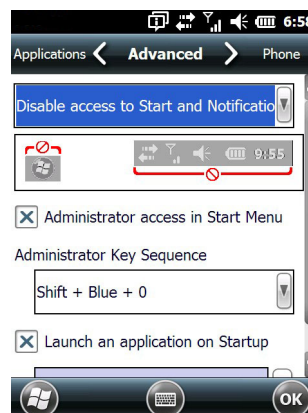 6:58
Applications Advanced Phone
Disable access to Start and Notificatio
9:55
Administrator access in Start Menu
Administrator Key Sequence
Shift + Blue + 0
Launch an application on Startup
OK